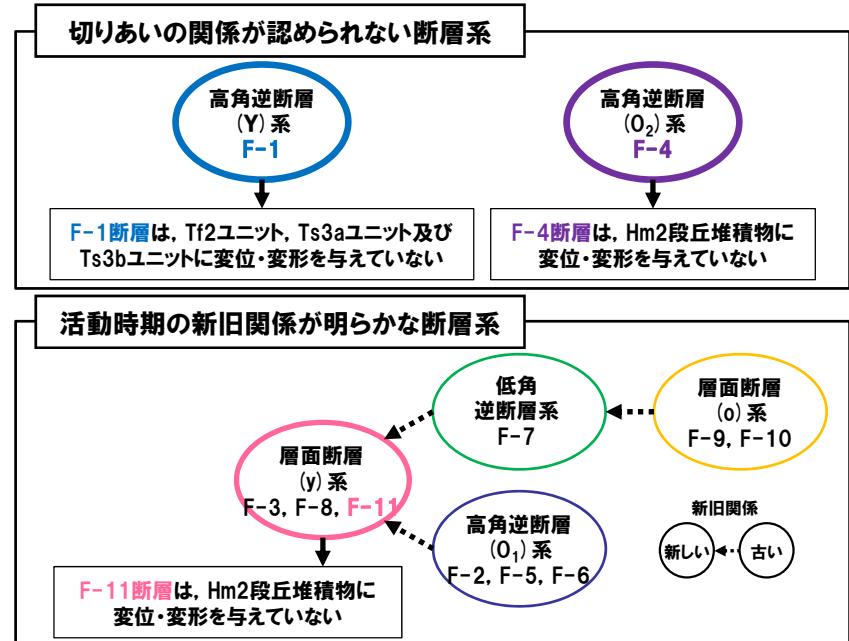 切りあいの関係が認められない断層系
高角逆断層
(Y)系
F-1
高角逆断層
(O₂)系
F-4
F-1断層は，Tf2ユニット，Ts3aユニット及び
Ts3bユニットに変位・変形を与えていない
F-4断層は，Hm2段丘堆積物に
変位・変形を与えていない
活動時期の新旧関係が明らかな断層系
低角
逆断層系
F-7
層面断層
(o)系
F-9, F-10
層面断層
(y)系
F-3, F-8, F-11
高角逆断層
(O₁)系
F-2, F-5, F-6
新旧関係
新しい
古い
F-11断層は，Hm2段丘堆積物に
変位・変形を与えていない